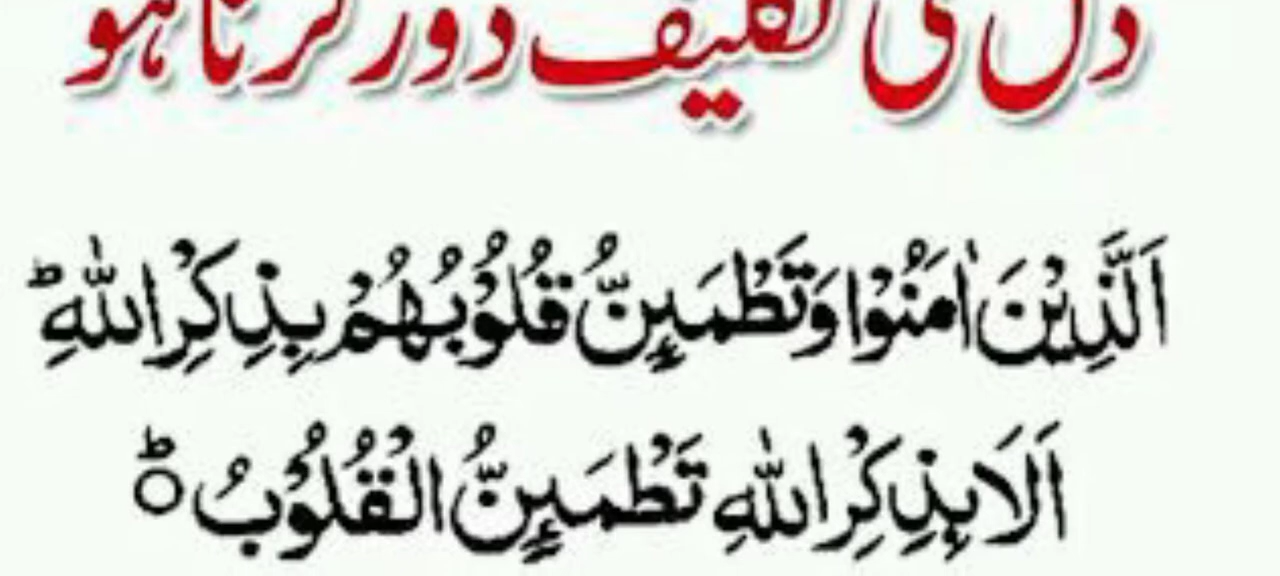 دل کی تکلیف دور کرنا ہو
اَلَّذِيْنَ اٰمَنُوْا وَتَطْمَىِٕنُّ قُلُوْبُهُمْ بِذِكْرِ اللّٰهِ ؕ
اَلَا بِذِكْرِ اللّٰهِ تَطْمَىِٕنُّ الْقُلُوْبُ ؕ○